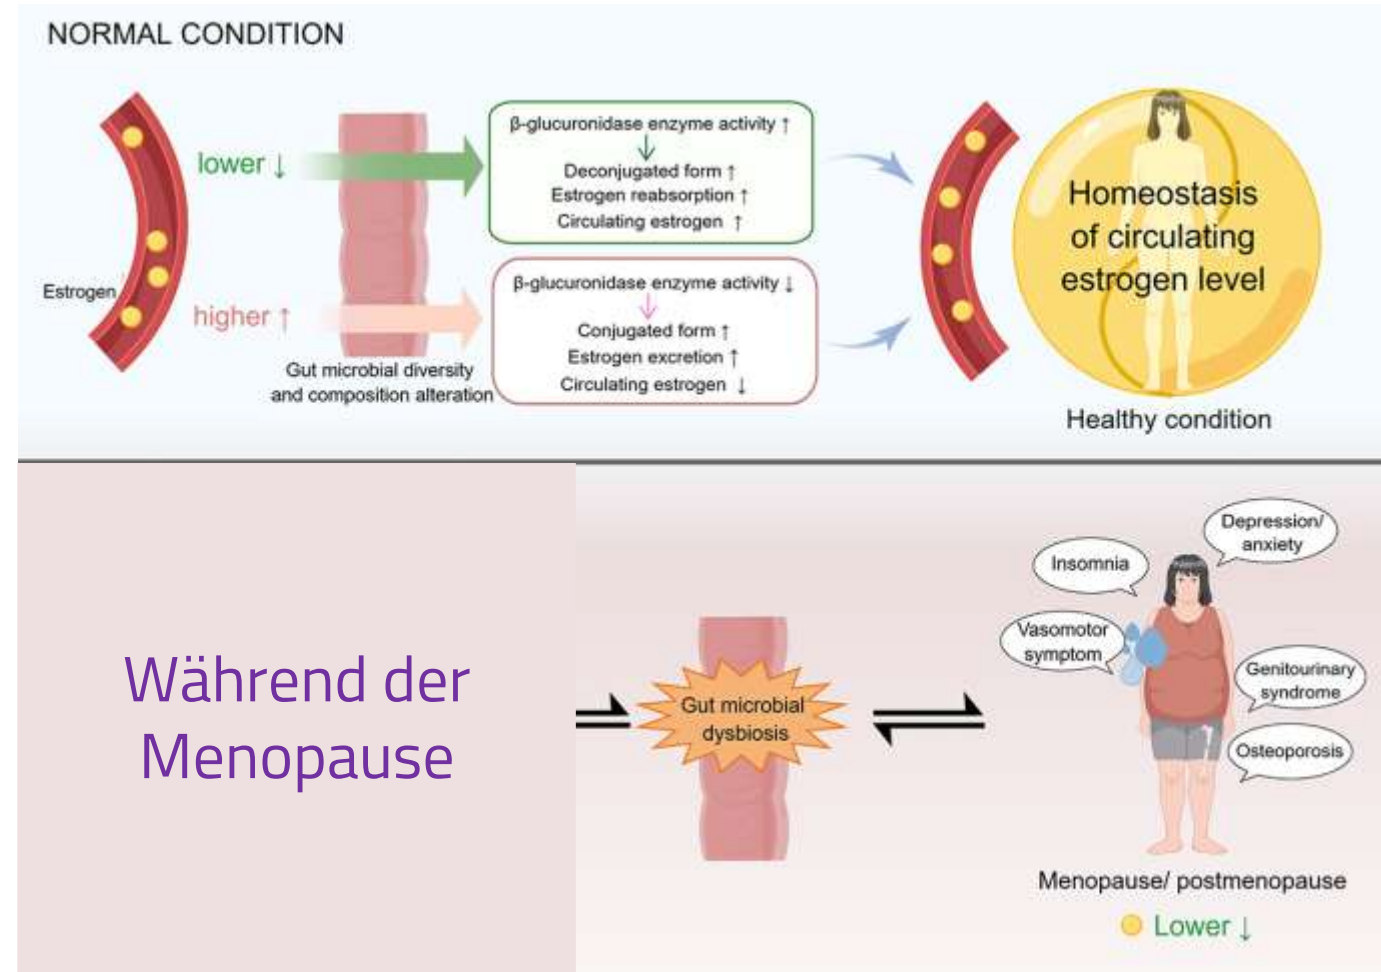 NORMAL CONDITION
Estrogen
lower ↓
higher ↑
Gut microbial diversity
and composition alteration
β-glucuronidase enzyme activity ↑
↓
Deconjugated form ↑
Estrogen reabsorption ↑
Circulating estrogen ↑
β-glucuronidase enzyme activity ↓
↓
Conjugated form ↑
Estrogen excretion ↑
Circulating estrogen ↓
Homeostasis
of circulating
estrogen level
Healthy condition
Während der
Menopause
Gut microbial
dysbiosis
Depression/
anxiety
Insomnia
Vasomotor
symptom
Genitourinary
syndrome
Osteoporosis
Menopause/ postmenopause
Lower ↓